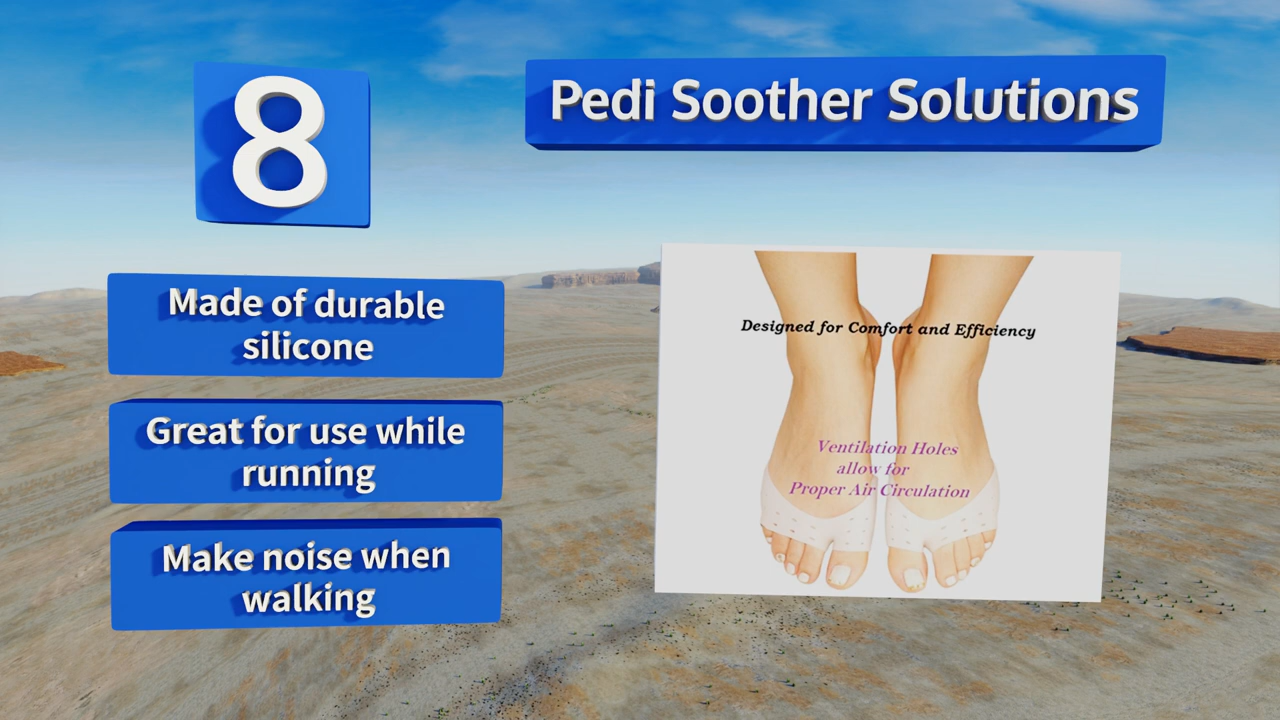 8
Pedi Soother Solutions
Made of durable
silicone
Great for use while
running
Make noise when
walking
Designed for Comfort and Efficiency
Ventilation Holes
allow for
Proper Air Circulation